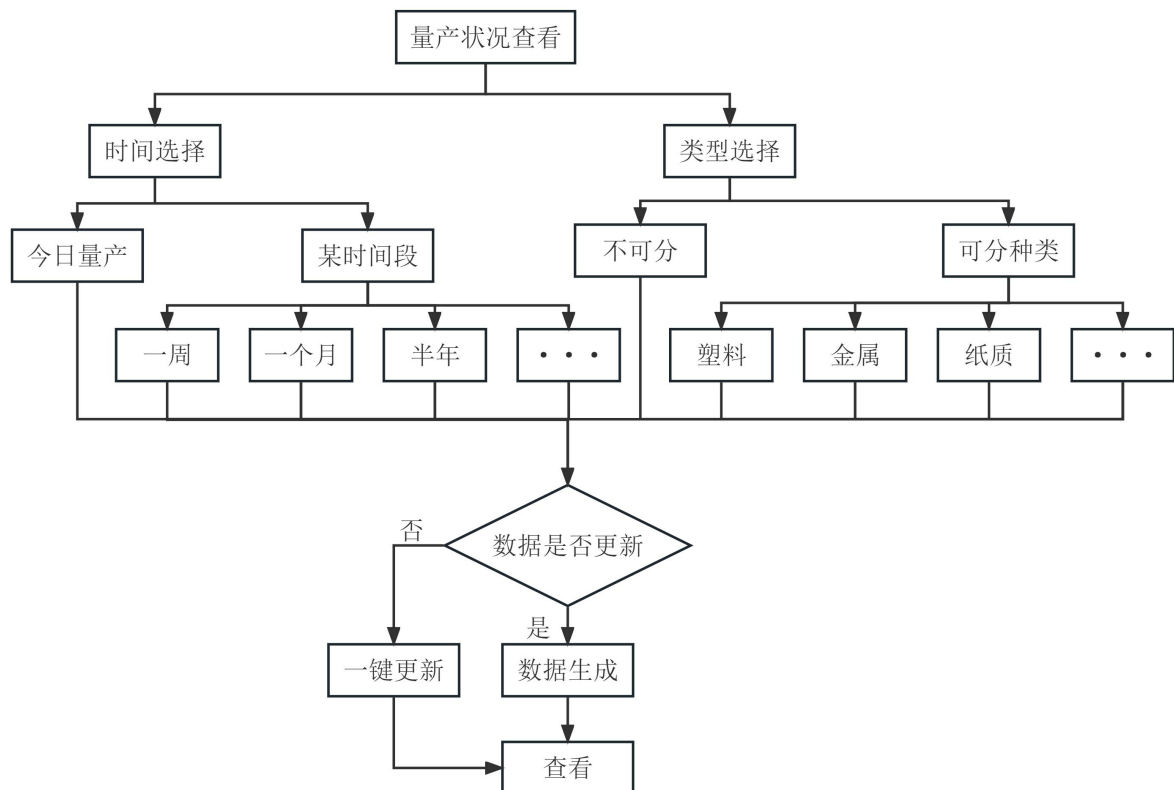 量产状况查看
时间选择
类型选择
今日量产
某时间段
不可分
可分种类
一周
一个月
半年
···
塑料
金属
纸质
···
数据是否更新
否
是
一键更新
数据生成
查看